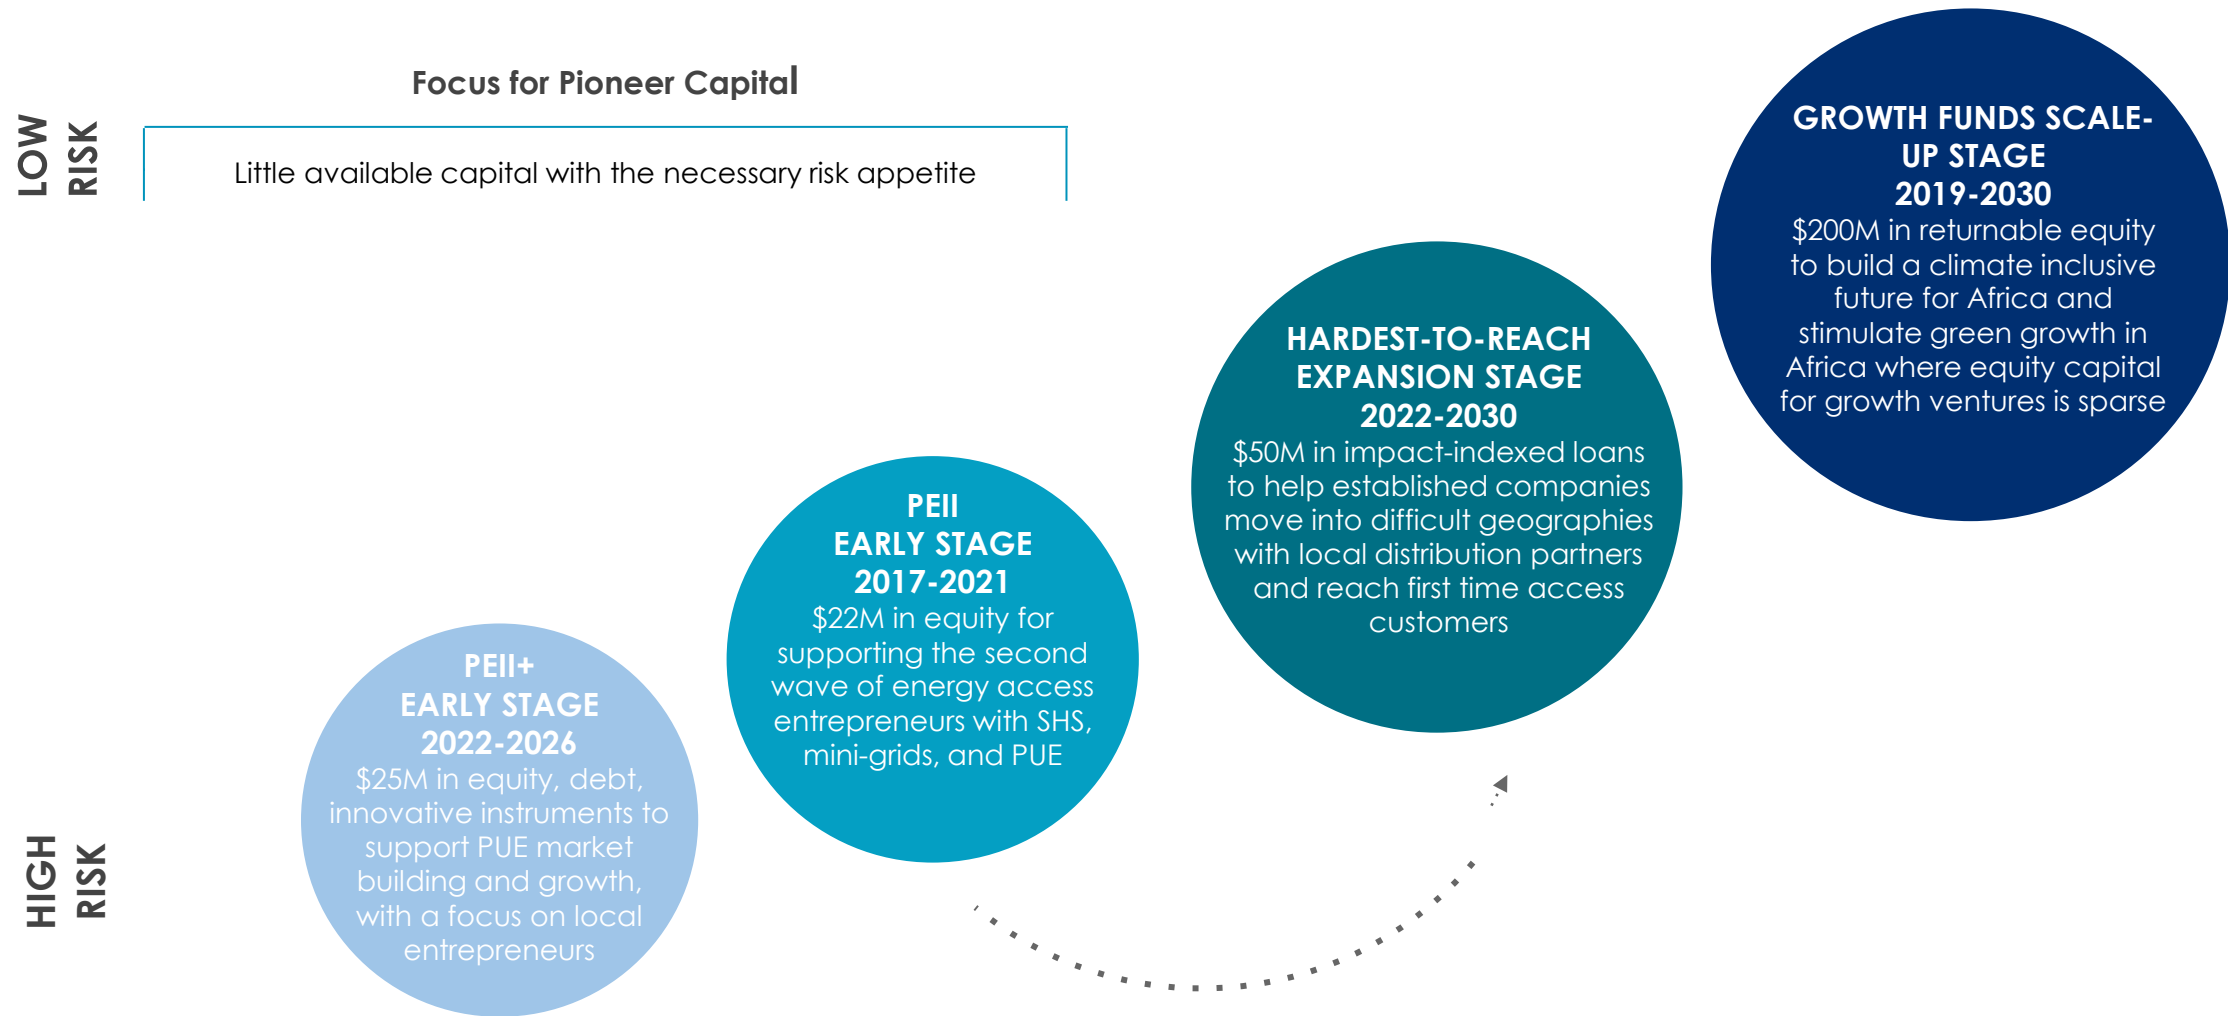 Focus for Pioneer Capital
LOW
RISK
Little available capital with the necessary risk appetite
GROWTH FUNDS SCALE-
UP STAGE
2019-2030
$200M in returnable equity
to build a climate inclusive
future for Africa and
stimulate green growth in
Africa where equity capital
for growth ventures is sparse
HARDEST-TO-REACH
EXPANSION STAGE
2022-2030
$50M in impact-indexed loans
to help established companies
move into difficult geographies
with local distribution partners
and reach first time access
customers
PEII
EARLY STAGE
2017-2021
$22M in equity for
supporting the second
wave of energy access
entrepreneurs with SHS,
mini-grids, and PUE
PEII+
EARLY STAGE
2022-2026
$25M in equity, debt,
innovative instruments to
support PUE market
building and growth,
with a focus on local
entrepreneurs
HIGH
RISK